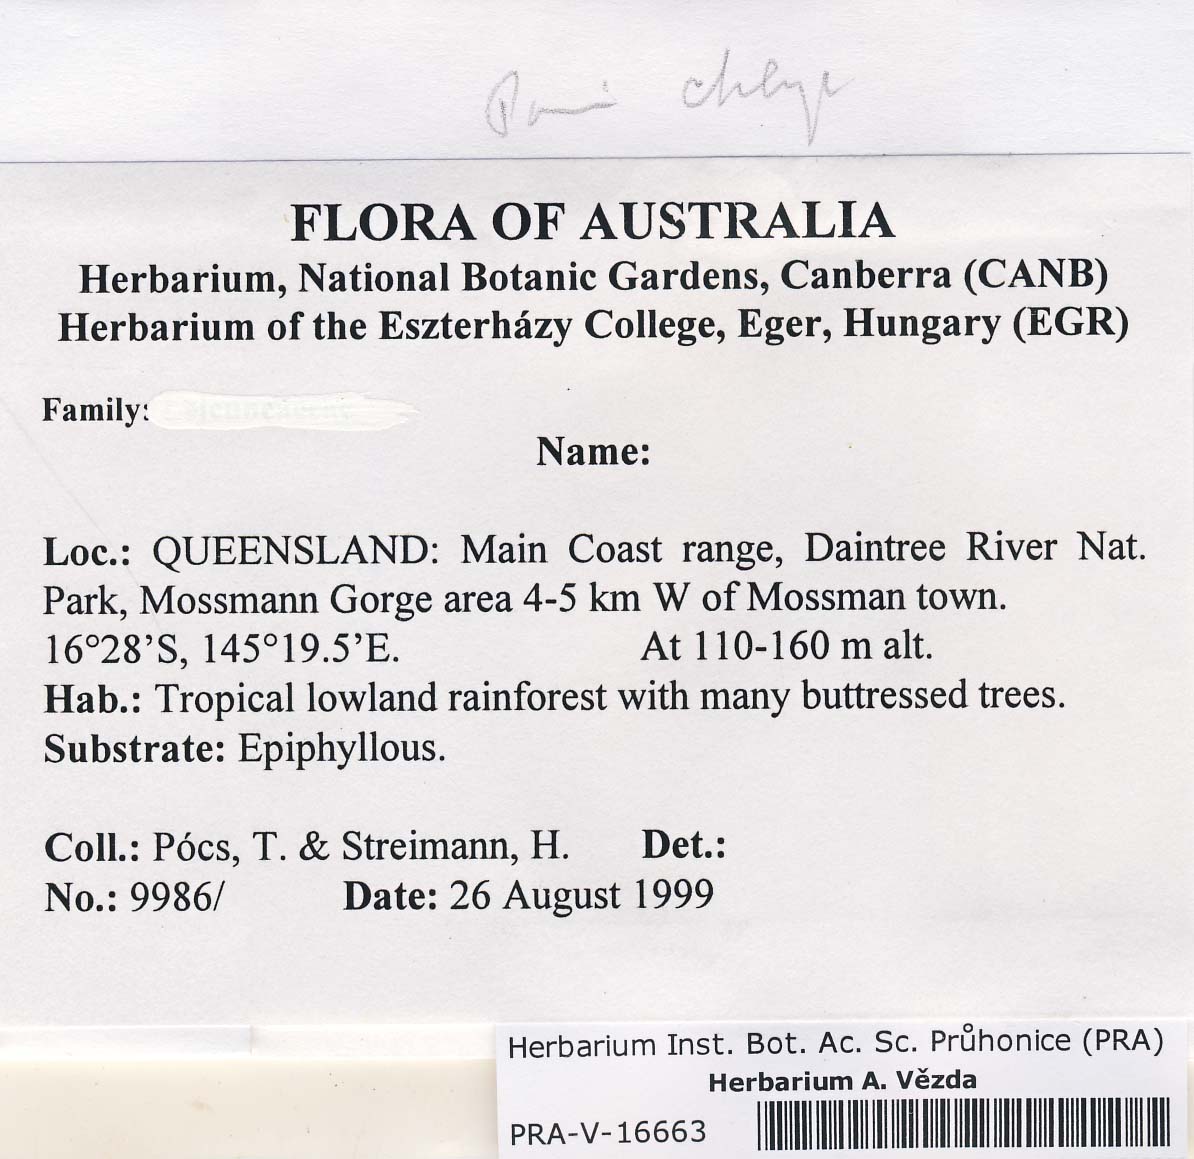 FLORA OF AUSTRALIA
Herbarium, National Botanic Gardens, Canberra (CANB)
Herbarium of the Eszterházy College, Eger, Hungary (EGR)
Family:
Name:
Loc.: QUEENSLAND: Main Coast range, Daintree River Nat.
Park, Mossmann Gorge area 4-5 km W of Mossman town.
16°28’S, 145°19.5’E. At 110-160 m alt.
Hab.: Tropical lowland rainforest with many buttressed trees.
Substrate: Epiphyllous.
Coll.: Pócs, T. & Streimann, H. Det.:
No.: 9986/ Date: 26 August 1999
Herbarium Inst. Bot. Ac. Sc. Průhonice (PRA)
Herbarium A. Vězda
PRA-V-16663